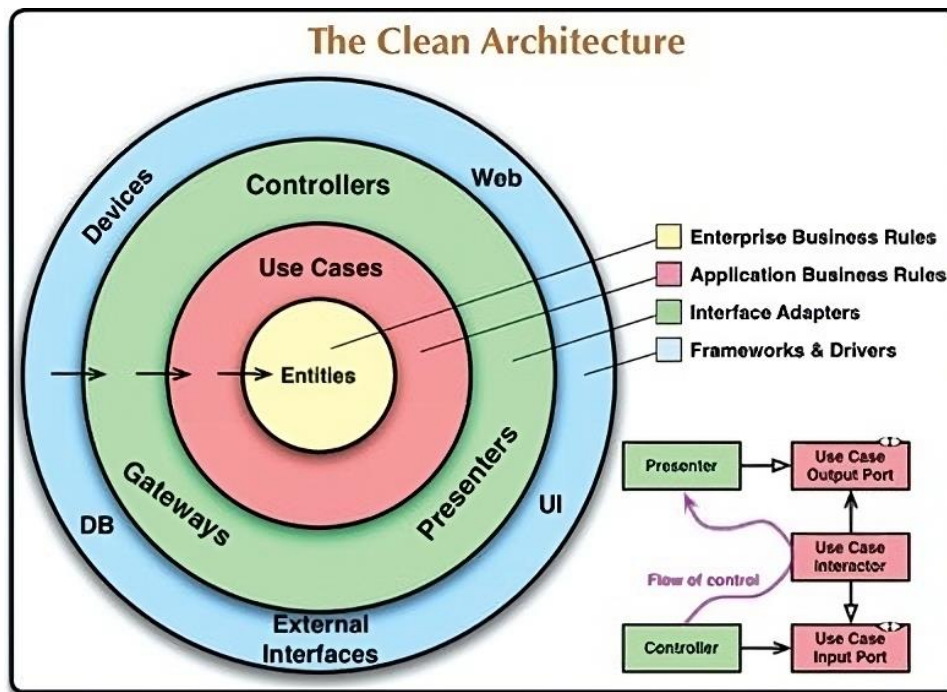 The Clean Architecture
Devices
Web
Controllers
Use Cases
Entities
Gateways
Presenters
DB
UI
External
Interfaces
Enterprise Business Rules
Application Business Rules
Interface Adapters
Frameworks & Drivers
Presenter
Use Case
Output Port
Flow of control
Use Case
Interactor
Controller
Use Case
Input Port